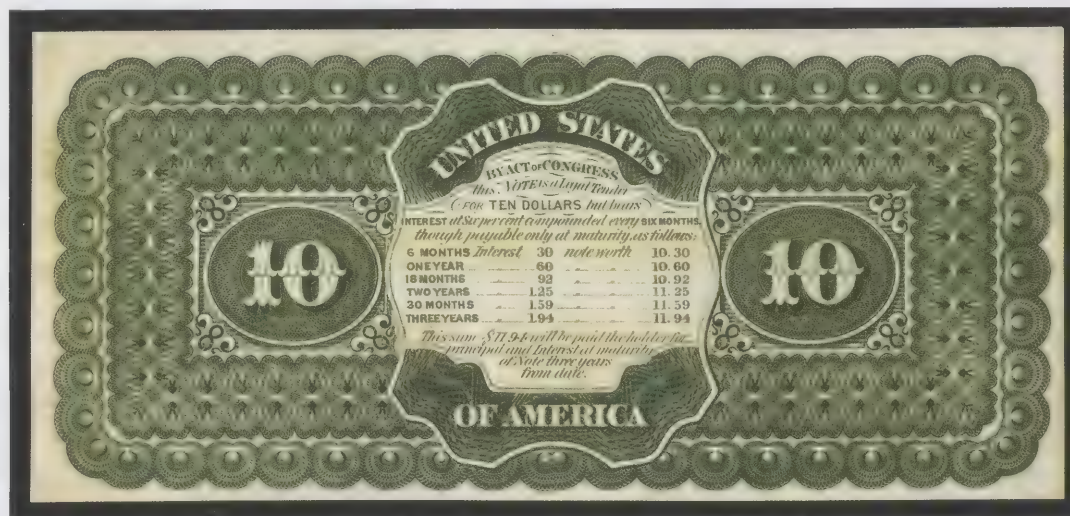 UNITED STATES
BY ACT OF CONGRESS
this NOTE is a Legal Tender
FOR TEN DOLLARS but bears
INTEREST at Six per cent compounded every SIX MONTHS,
though payable only at maturity, as follows:
6 MONTHS Interest 30 note worth 10.30
ONE YEAR 60 10.60
18 MONTHS 92 10.92
TWO YEARS 1.25 11.25
30 MONTHS 1.59 11.59
THREE YEARS 1.94 11.94
This sum $11.94 will be paid the holder for
principal and Interest at maturity
of Note three years
from date.
10
10
OF AMERICA